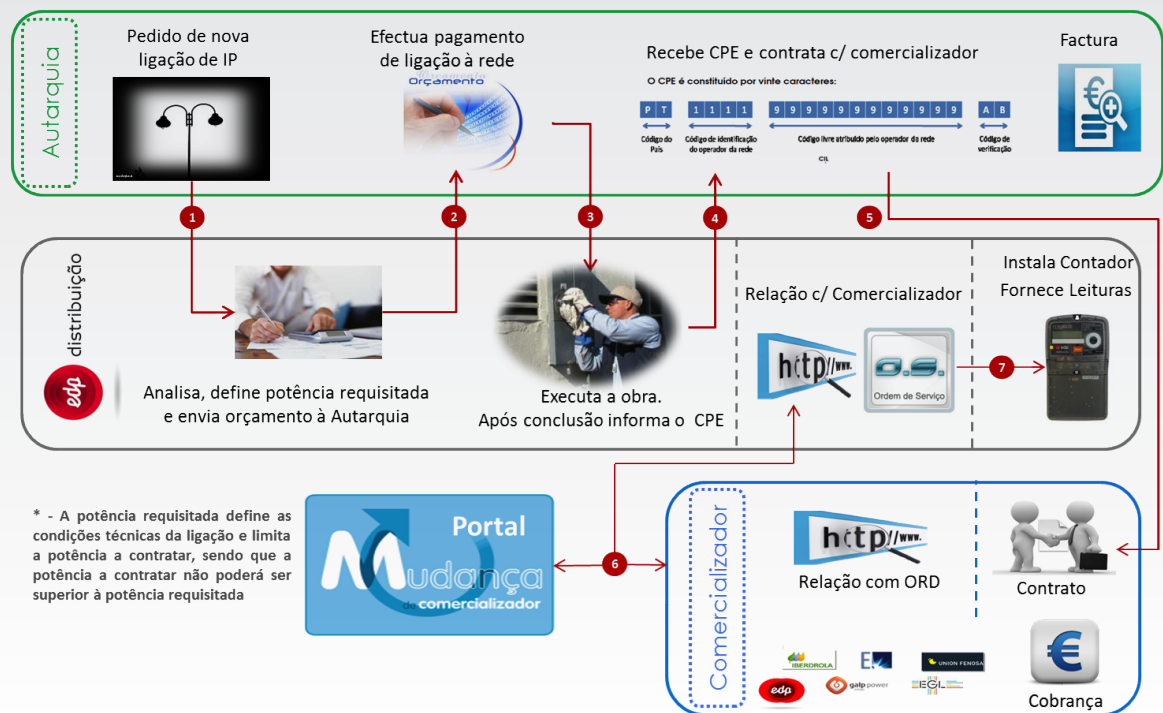 Autarquia
Pedido de nova
ligação de IP
Efectua pagamento
de ligação à rede
Orçamento
Recebe CPE e contrata c/ comercializador
O CPE é constituído por vinte caracteres:
P T 1 1 1 1 9 9 9 9 9 9 9 9 9 9 9 9 A B
Código do
País
Código de identificação
do operador da rede
Código livre atribuído pelo operador da rede
CIL
Código de
verificação
Factura
€
1
2
3
4
5
edp distribuição
Analisa, define potência requisitada
e envia orçamento à Autarquia
Executa a obra.
Após conclusão informa o CPE
Relação c/ Comercializador
http://www.
O.S.
Ordem de Serviço
7
Instala Contador
Fornece Leituras
* - A potência requisitada define as
condições técnicas da ligação e limita
a potência a contratar, sendo que a
potência a contratar não poderá ser
superior à potência requisitada
Portal
Mudança
de comercializador
6
Comercializador
http://www.
Relação com ORD
Contrato
IBERDROLA
UNION FENOSA
edp
galp power
EGL
€
Cobrança